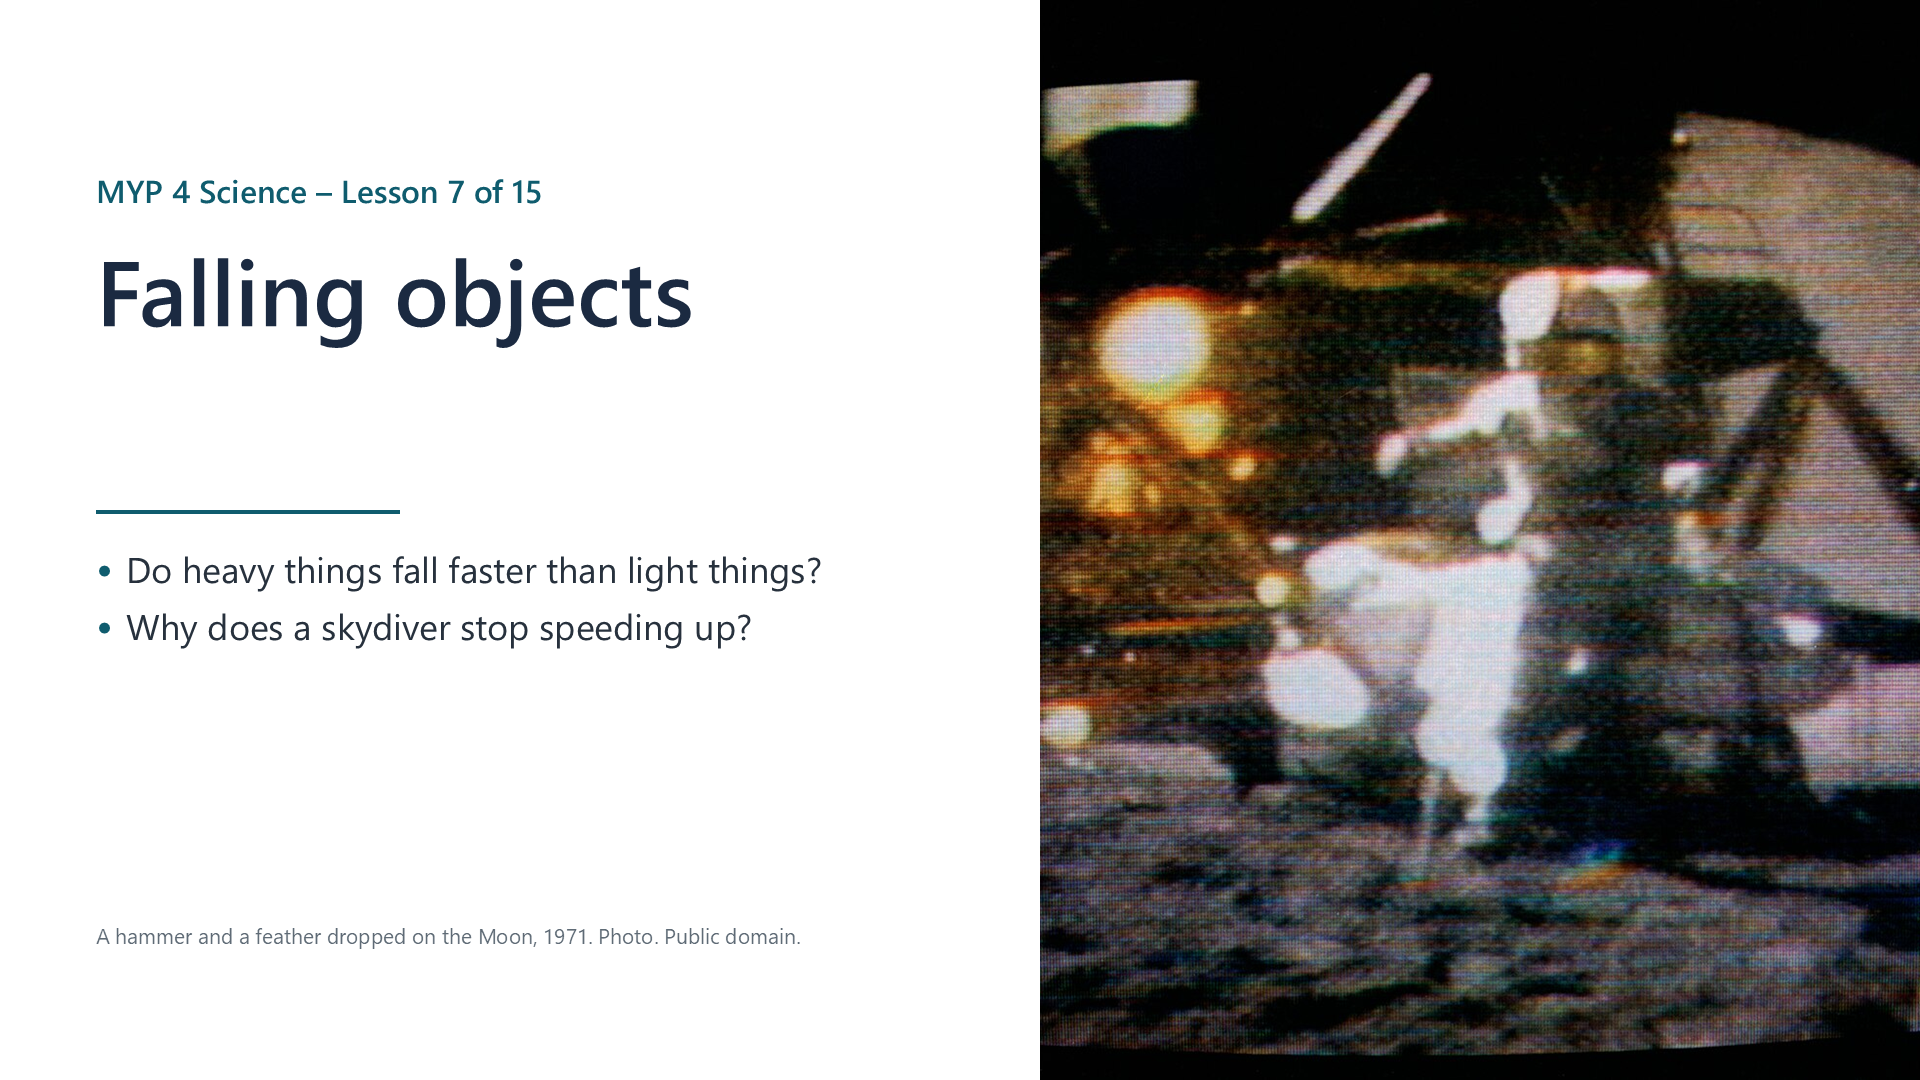 MYP 4 Science – Lesson 7 of 15
Falling objects
• Do heavy things fall faster than light things?
• Why does a skydiver stop speeding up?
A hammer and a feather dropped on the Moon, 1971. Photo. Public domain.